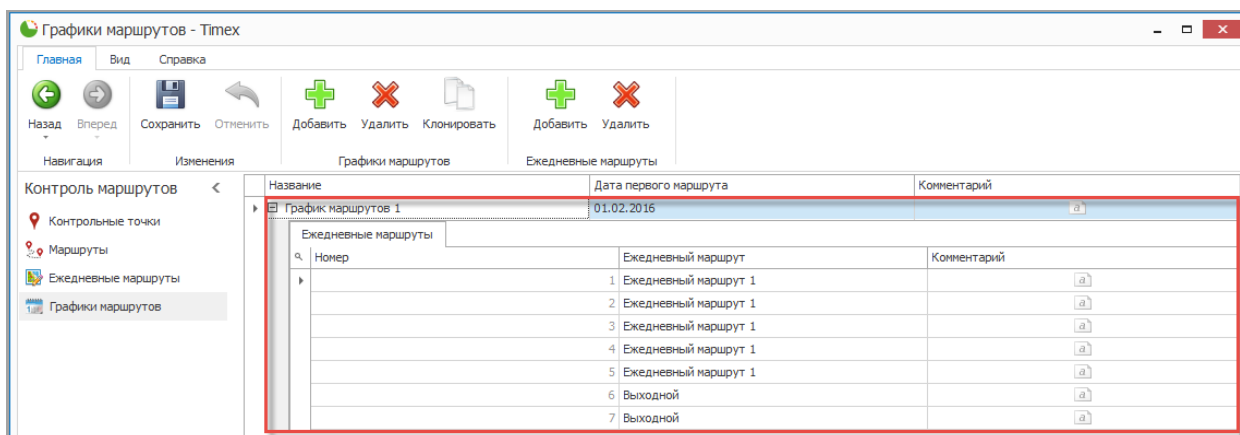 Графики маршрутов - Timex
Главная Вид Справка
Назад Вперед Сохранить Отменить Добавить Удалить Клонировать Добавить Удалить
Навигация Изменения Графики маршрутов Ежедневные маршруты
Контроль маршрутов
Контрольные точки
Маршруты
Ежедневные маршруты
Графики маршрутов
Название Дата первого маршрута Комментарий
График маршрутов 1 01.02.2016 a
Ежедневные маршруты
Номер Ежедневный маршрут Комментарий
1 Ежедневный маршрут 1 a
2 Ежедневный маршрут 1 a
3 Ежедневный маршрут 1 a
4 Ежедневный маршрут 1 a
5 Ежедневный маршрут 1 a
6 Выходной a
7 Выходной a